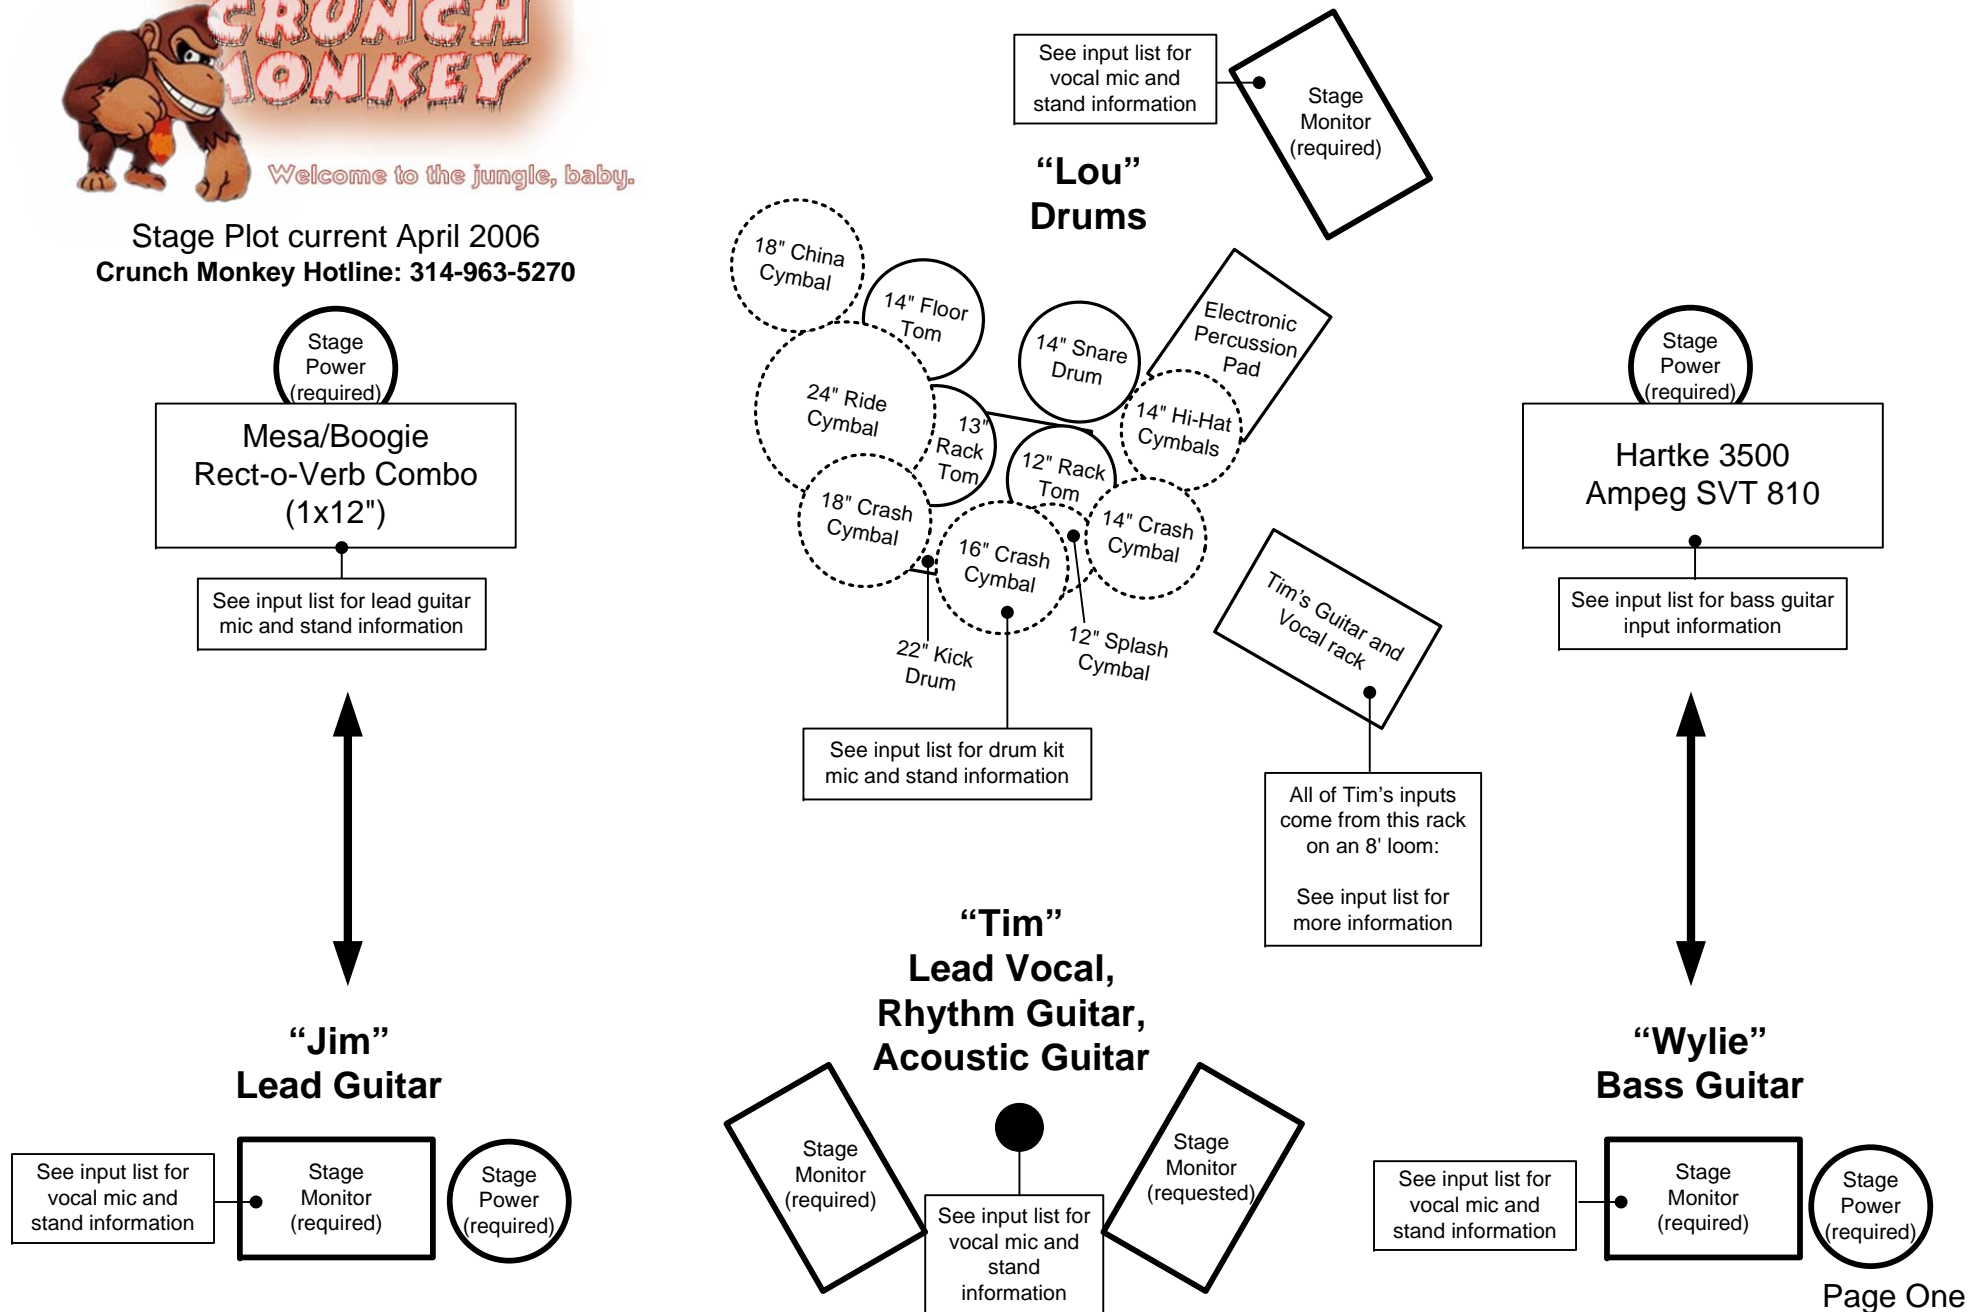 CRUNCH
MONKEY
Welcome to the jungle, baby.
Stage Plot current April 2006
Crunch Monkey Hotline: 314-963-5270
See input list for
vocal mic and
stand information
Stage
Monitor
(required)
“Lou”
Drums
18" China
Cymbal
14" Floor
Tom
14" Snare
Drum
Electronic
Percussion
Pad
24" Ride
Cymbal
13"
Rack
Tom
12" Rack
Tom
14" Hi-Hat
Cymbals
18" Crash
Cymbal
16" Crash
Cymbal
14" Crash
Cymbal
22" Kick
Drum
12" Splash
Cymbal
See input list for drum kit
mic and stand information
Stage
Power
(required)
Mesa/Boogie
Rect-o-Verb Combo
(1x12")
See input list for lead guitar
mic and stand information
Stage
Power
(required)
Hartke 3500
Ampeg SVT 810
See input list for bass guitar
input information
Tim's Guitar and
Vocal rack
All of Tim’s inputs
come from this rack
on an 8' loom:
See input list for
more information
“Jim”
Lead Guitar
See input list for
vocal mic and
stand information
Stage
Monitor
(required)
Stage
Power
(required)
“Tim”
Lead Vocal,
Rhythm Guitar,
Acoustic Guitar
Stage
Monitor
(required)
See input list for
vocal mic and
stand
information
Stage
Monitor
(requested)
“Wylie”
Bass Guitar
See input list for
vocal mic and
stand information
Stage
Monitor
(required)
Stage
Power
(required)
Page One